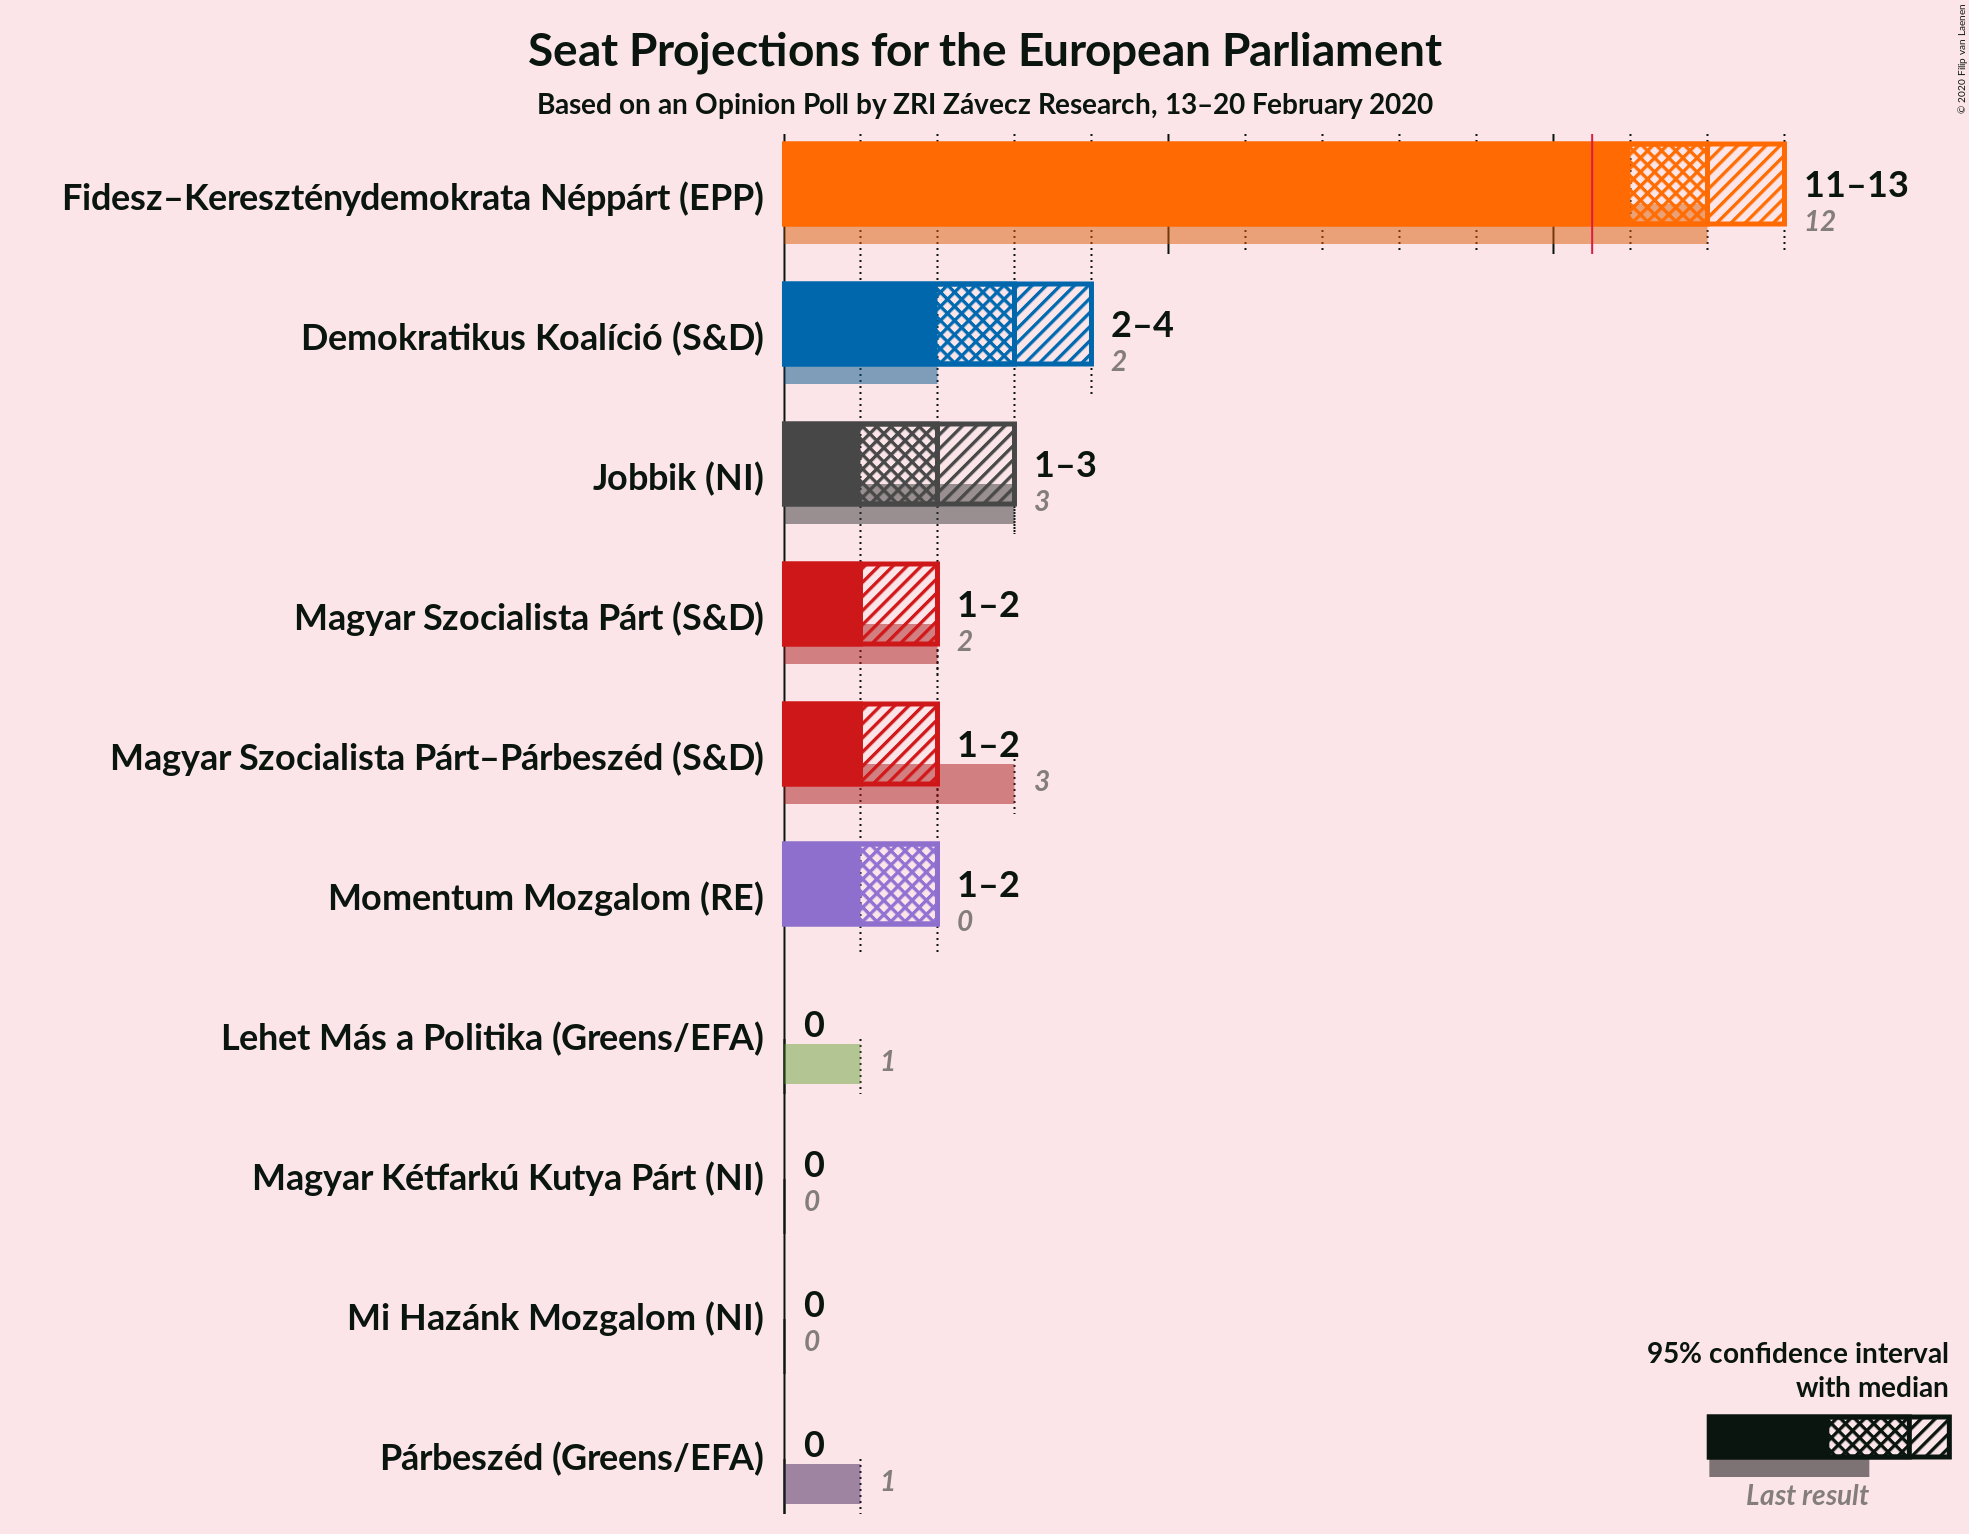 Seat Projections for the European Parliament
Based on an Opinion Poll by ZRI Závecz Research, 13–20 February 2020
© 2020 Filip van Laenen
Fidesz–Kereszténydemokrata Néppárt (EPP)
11–13
12
Demokratikus Koalíció (S&D)
2–4
2
Jobbik (NI)
1–3
3
Magyar Szocialista Párt (S&D)
1–2
2
Magyar Szocialista Párt–Párbeszéd (S&D)
1–2
3
Momentum Mozgalom (RE)
1–2
0
Lehet Más a Politika (Greens/EFA)
0
1
Magyar Kétfarkú Kutya Párt (NI)
0
0
Mi Hazánk Mozgalom (NI)
0
0
Párbeszéd (Greens/EFA)
0
1
95% confidence interval
with median
Last result